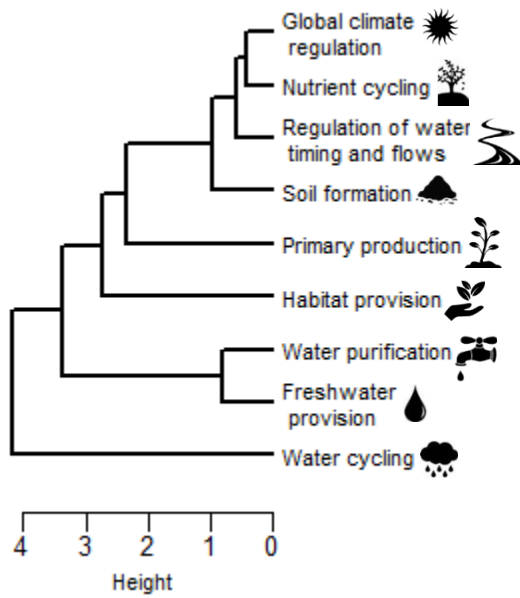 Global climate
regulation
Nutrient cycling
Regulation of water
timing and flows
Soil formation
Primary production
Habitat provision
Water purification
Freshwater
provision
Water cycling
4 3 2 1 0
Height